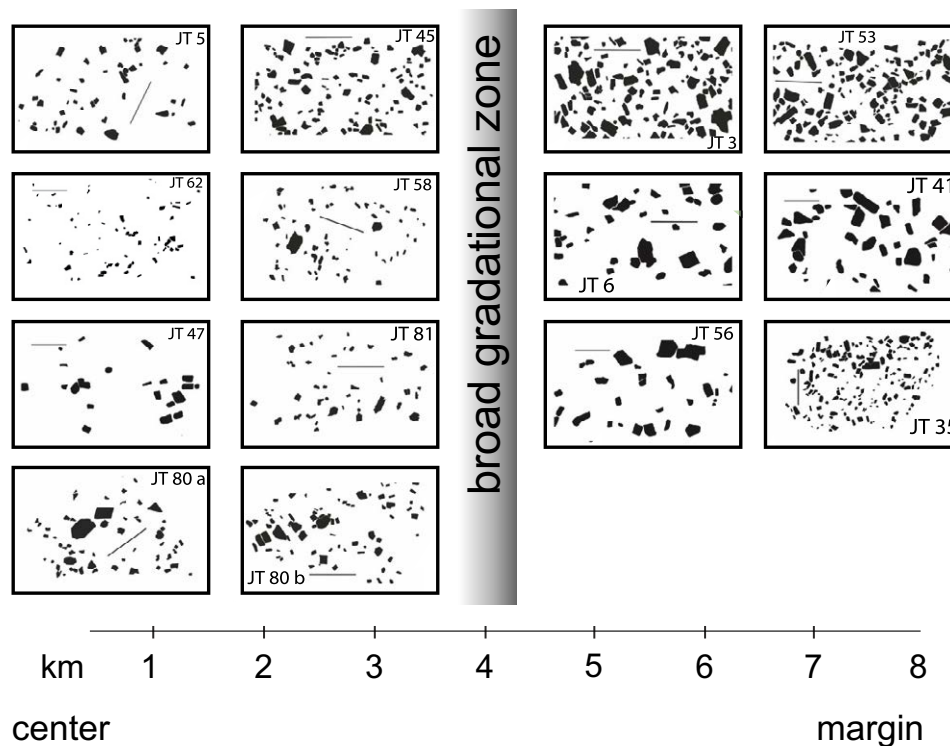 JT 5
JT 45
JT 3
JT 53
JT 62
JT 58
JT 6
JT 41
JT 47
JT 81
JT 56
JT 35
JT 80 a
JT 80 b
broad gradational zone
km 1 2 3 4 5 6 7 8
center margin